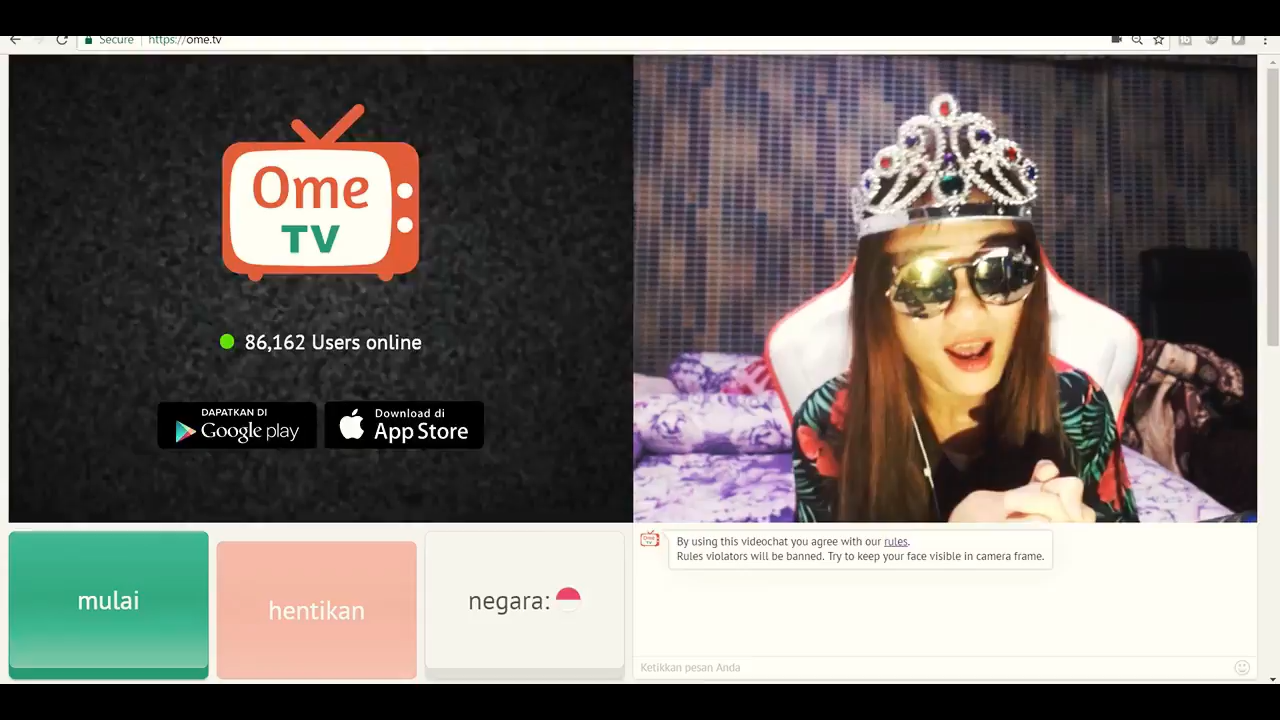 Secure https://ome.tv
Ome
TV
86,162 Users online
DAPATKAN DI
Google play
Download di
App Store
By using this videochat you agree with our rules.
Rules violators will be banned. Try to keep your face visible in camera frame.
mulai
hentikan
negara:
Ketikkan pesan Anda